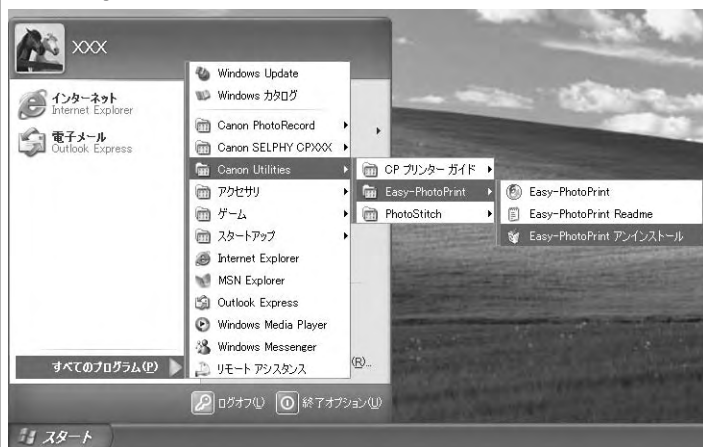 XXX
インターネット
Internet Explorer
電子メール
Outlook Express
すべてのプログラム(P)
Windows Update
Windows カタログ
Canon PhotoRecord
Canon SELPHY CPXXX
Canon Utilities
アクセサリ
ゲーム
スタートアップ
Internet Explorer
MSN Explorer
Outlook Express
Windows Media Player
Windows Messenger
リモート アシスタンス
CP プリンター ガイド
Easy-PhotoPrint
PhotoStitch
Easy-PhotoPrint
Easy-PhotoPrint Readme
Easy-PhotoPrint アンインストール
(R)...
ログオフ(L)
終了オプション(U)
スタート